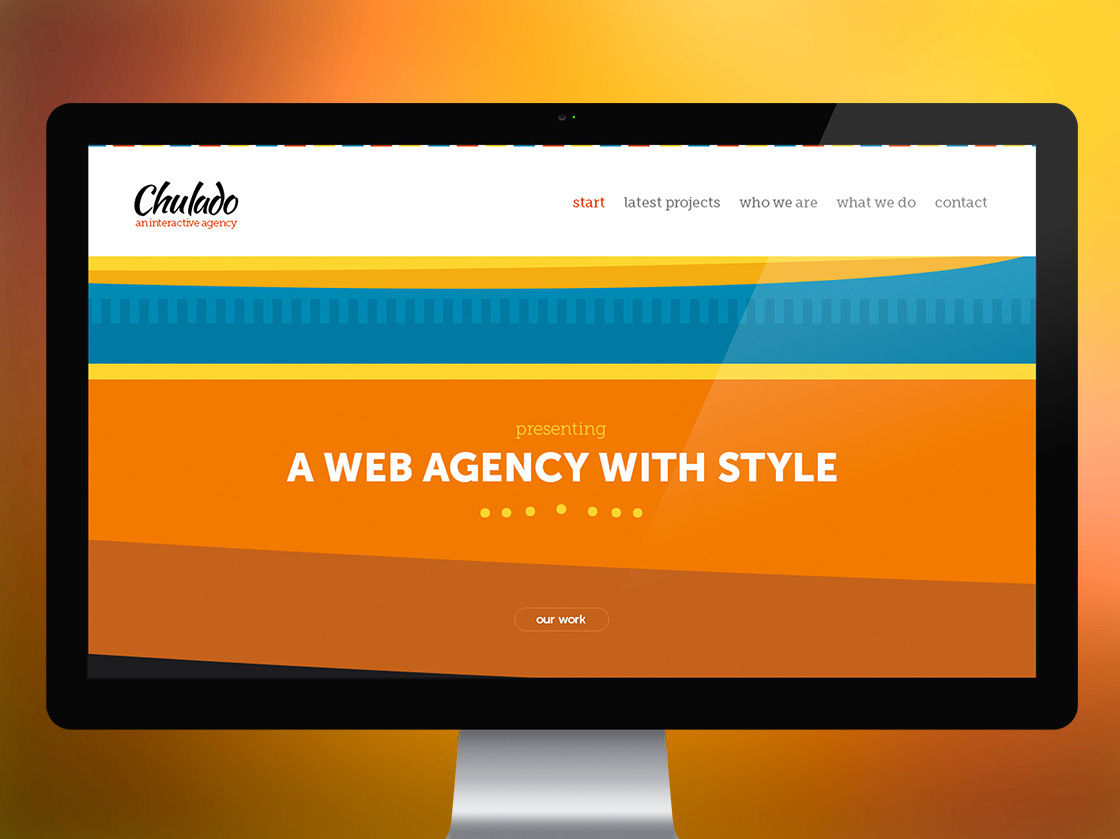 Chulado
an interactive agency
start latest projects who we are what we do contact
presenting
A WEB AGENCY WITH STYLE
our work